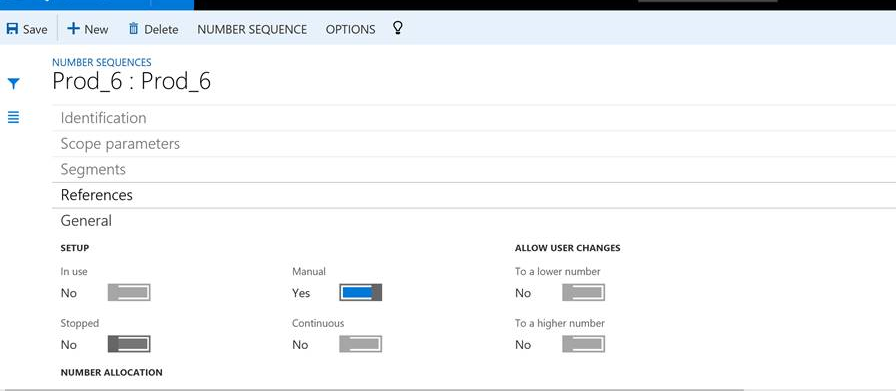 Save New Delete NUMBER SEQUENCE OPTIONS
NUMBER SEQUENCES
Prod_6 : Prod_6
Identification
Scope parameters
Segments
References
General
SETUP ALLOW USER CHANGES
In use Manual To a lower number
No Yes No
Stopped Continuous To a higher number
No No No
NUMBER ALLOCATION